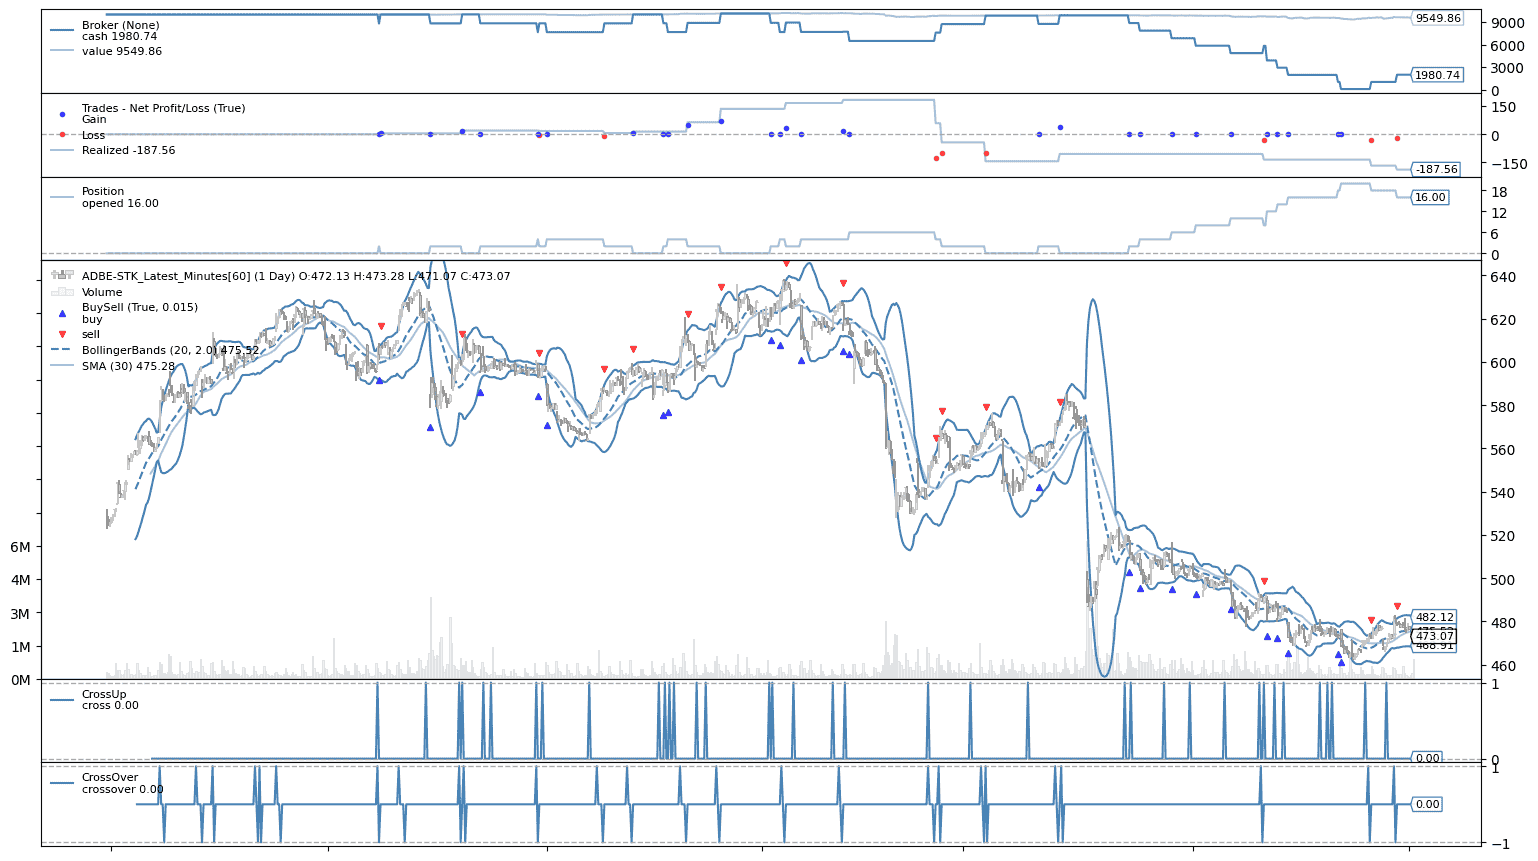 Broker (None)
cash 1980.74
value 9549.86
9549.86
9000
6000
3000
1980.74
0
Trades - Net Profit/Loss (True)
Gain
Loss
Realized -187.56
150
0
−150
-187.56
Position
opened 16.00
18
16.00
12
6
0
ADBE-STK_Latest_Minutes[60] (1 Day) O:472.13 H:473.28 L:471.07 C:473.07
Volume
BuySell (True, 0.015)
buy
sell
BollingerBands (20, 2.0) 475.52
SMA (30) 475.28
640
620
600
580
560
540
520
500
480
460
6M
4M
3M
1M
0M
482.12
473.07
468.91
CrossUp
cross 0.00
1
0.00
0
CrossOver
crossover 0.00
1
0.00
−1